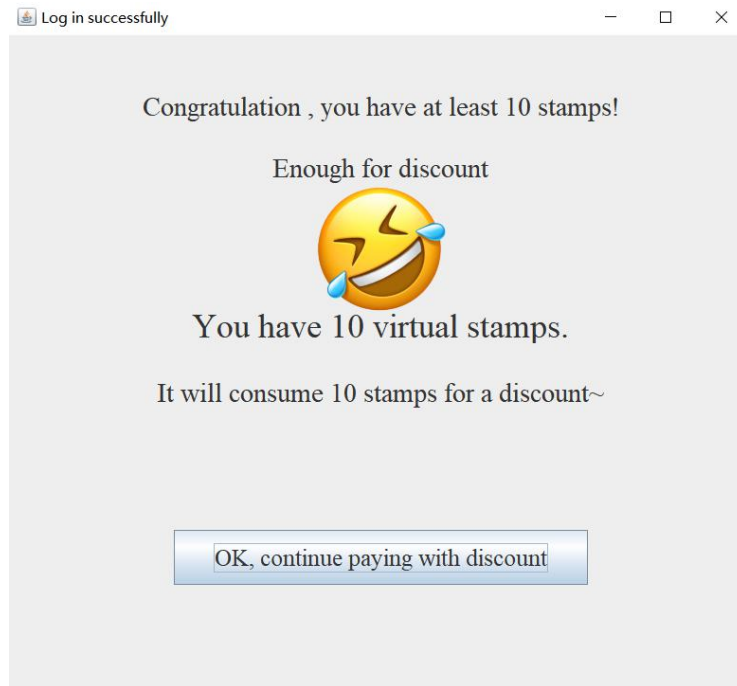 Log in successfully
Congratulation , you have at least 10 stamps!
Enough for discount
You have 10 virtual stamps.
It will consume 10 stamps for a discount~
OK, continue paying with discount